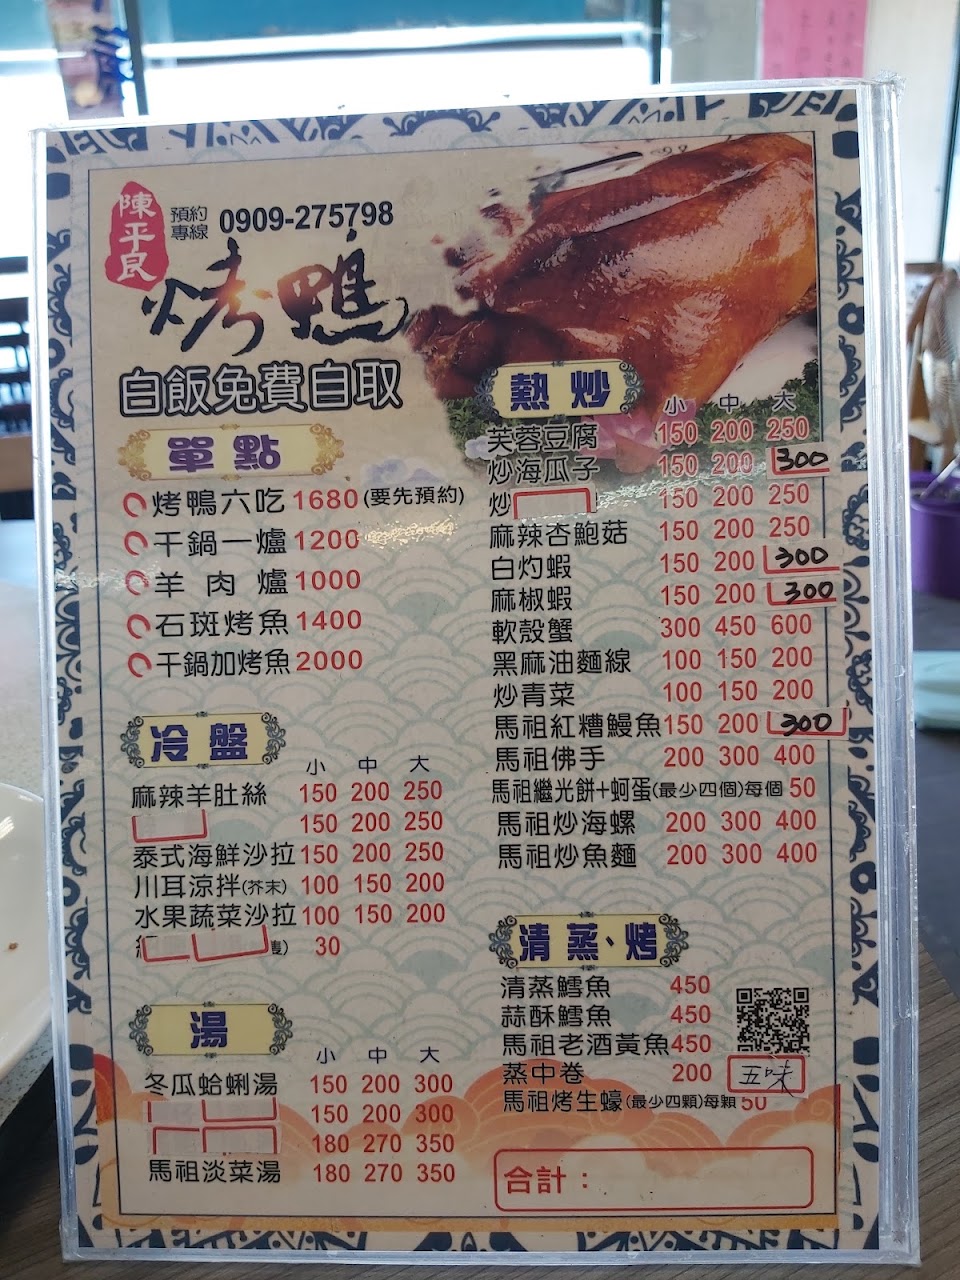 陳平良
預約專線 0909-275798
烤鴨
白飯免費自取
單點
烤鴨六吃 1680 (要先預約)
干鍋一爐 1200
羊肉爐 1000
石斑烤魚 1400
干鍋加烤魚 2000
冷盤
小 中 大
麻辣羊肚絲 150 200 250
150 200 250
泰式海鮮沙拉 150 200 250
川耳涼拌(芥末) 100 150 200
水果蔬菜沙拉 100 150 200
30
湯
小 中 大
冬瓜蛤蜊湯 150 200 300
150 200 300
180 270 350
馬祖淡菜湯 180 270 350
熱炒
小 中 大
芙蓉豆腐 150 200 250
炒海瓜子 150 200 300
炒 150 200 250
麻辣杏鮑菇 150 200 250
白灼蝦 150 200 300
麻椒蝦 150 200 300
軟殼蟹 300 450 600
黑麻油麵線 100 150 200
炒青菜 100 150 200
馬祖紅糟鰻魚 150 200 300
馬祖佛手 200 300 400
馬祖繼光餅+蚵蛋(最少四個)每個 50
馬祖炒海螺 200 300 400
馬祖炒魚麵 200 300 400
清蒸、烤
清蒸鱈魚 450
蒜酥鱈魚 450
馬祖老酒黃魚 450
蒸中卷 200 五味
馬祖烤生蠔(最少四顆)每顆 50
合計：